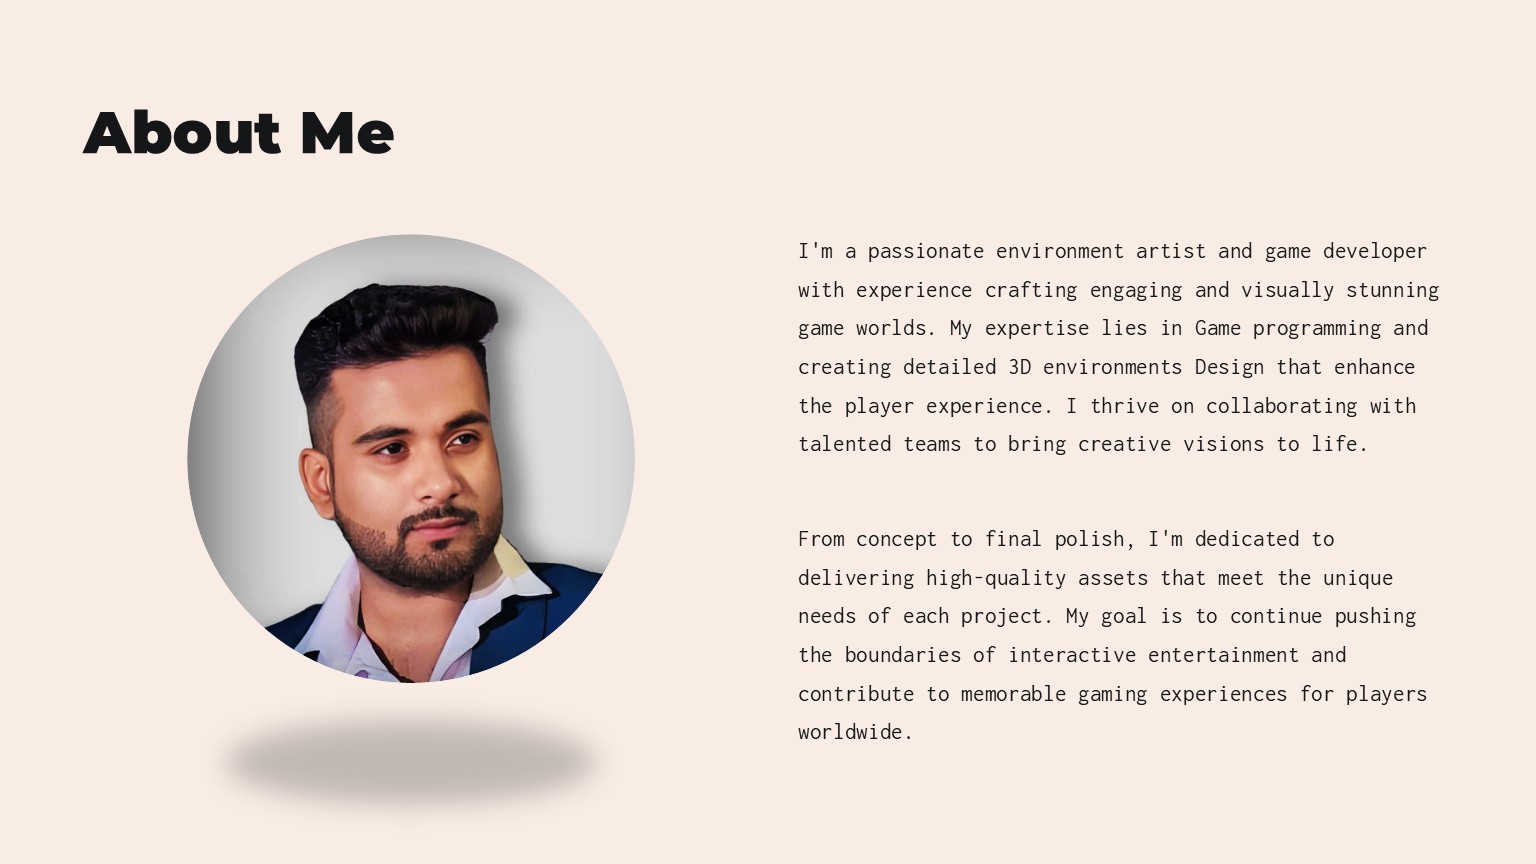 About Me
I'm a passionate environment artist and game developer
with experience crafting engaging and visually stunning
game worlds. My expertise lies in Game programming and
creating detailed 3D environments Design that enhance
the player experience. I thrive on collaborating with
talented teams to bring creative visions to life.
From concept to final polish, I'm dedicated to
delivering high-quality assets that meet the unique
needs of each project. My goal is to continue pushing
the boundaries of interactive entertainment and
contribute to memorable gaming experiences for players
worldwide.